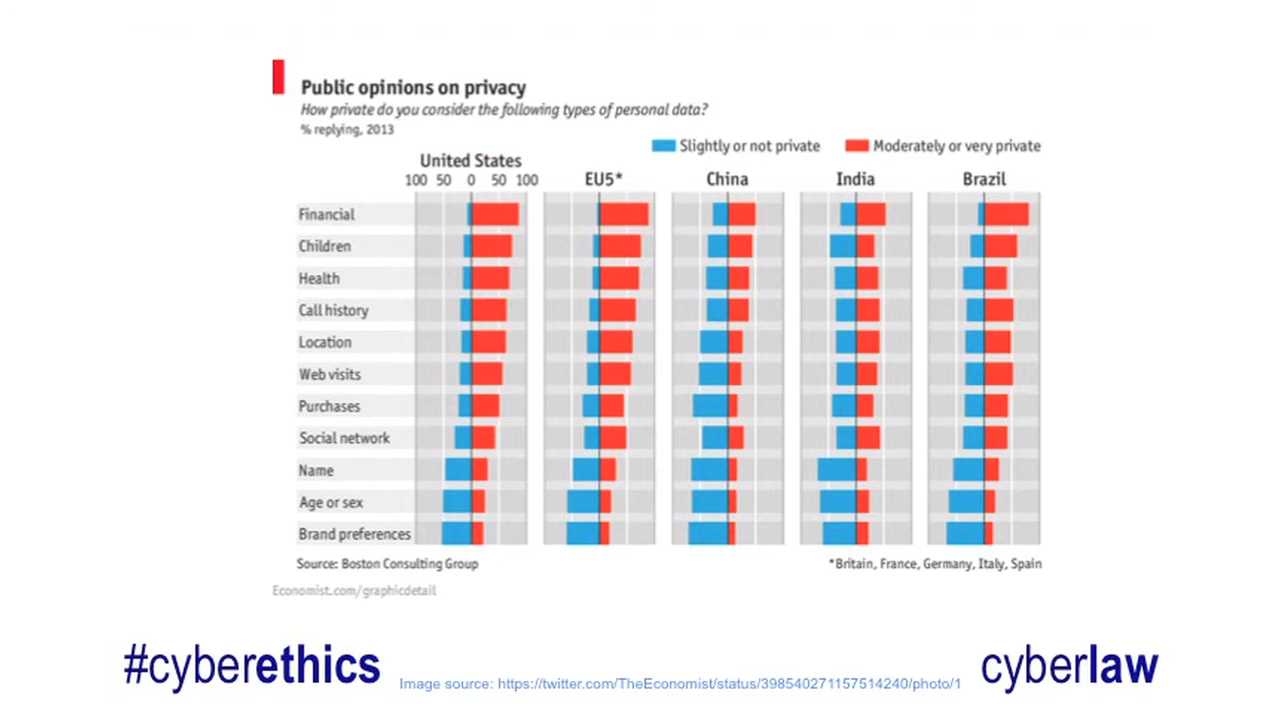 Public opinions on privacy
How private do you consider the following types of personal data?
% replying, 2013
Slightly or not private Moderately or very private
United States
100 50 0 50 100 EU5* China India Brazil
Financial
Children
Health
Call history
Location
Web visits
Purchases
Social network
Name
Age or sex
Brand preferences
Source: Boston Consulting Group *Britain, France, Germany, Italy, Spain
Economist.com/graphicdetail
#cyberethics cyberlaw
Image source: https://twitter.com/TheEconomist/status/398540271157514240/photo/1